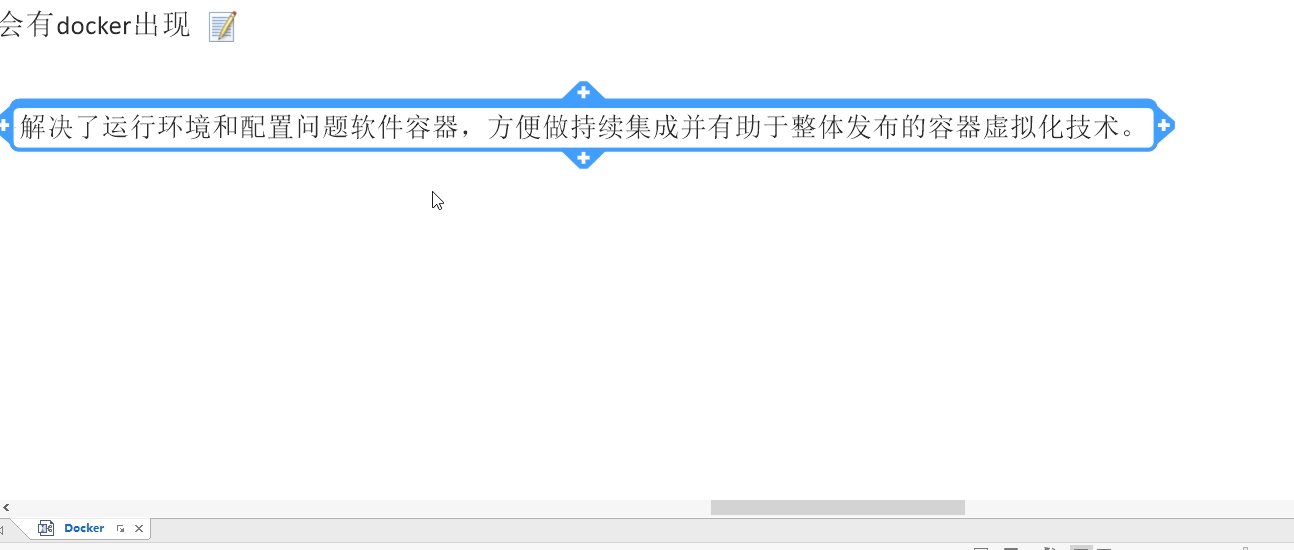 会有docker出现
解决了运行环境和配置问题软件容器，方便做持续集成并有助于整体发布的容器虚拟化技术。
Docker